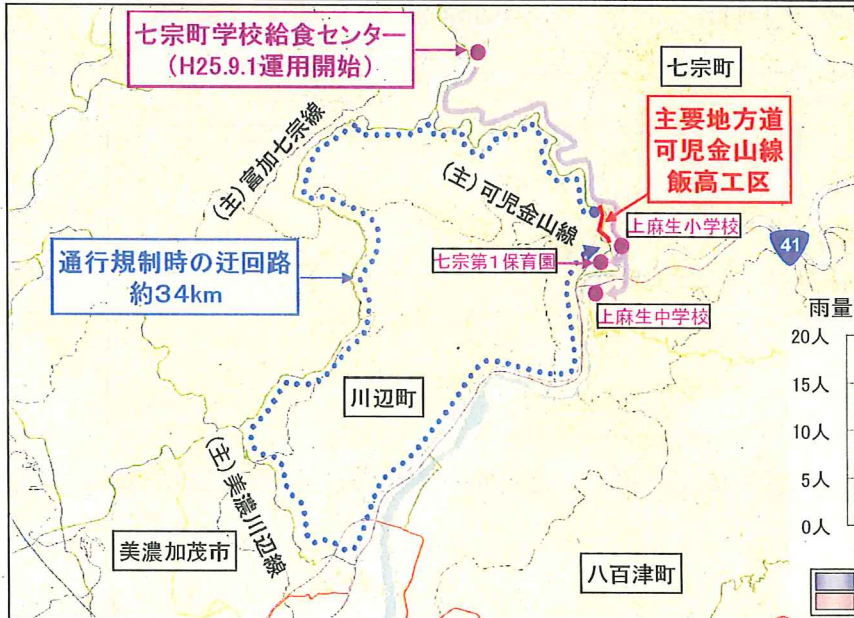 七宗町学校給食センター
(H25.9.1運用開始)
七宗町
主要地方道
可児金山線
飯高工区
(主)富加七宗線
(主)可児金山線
上麻生小学校
41
七宗第1保育園
通行規制時の迂回路
約34km
上麻生中学校
雨量
20人
15人
10人
5人
0人
川辺町
(主)美濃川辺線
美濃加茂市
八百津町